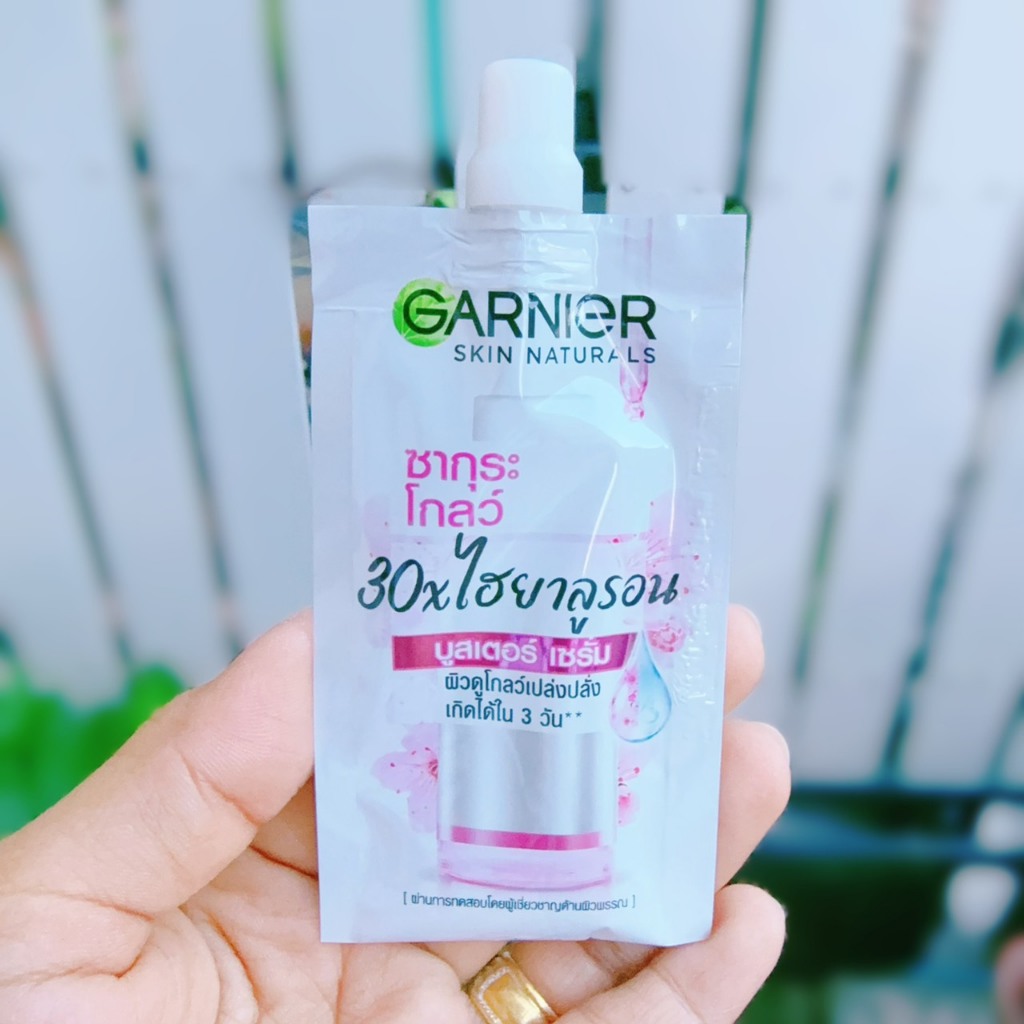 GARNIER
SKIN NATURALS
ซากุระ
โกลว์
30xไฮยาลูรอน
บูสเตอร์ เซรั่ม
ผิวดูโกลว์เปล่งปลั่ง
เกิดได้ใน 3 วัน**
[ ผ่านการทดสอบโดยผู้เชี่ยวชาญด้านผิวพรรณ ]